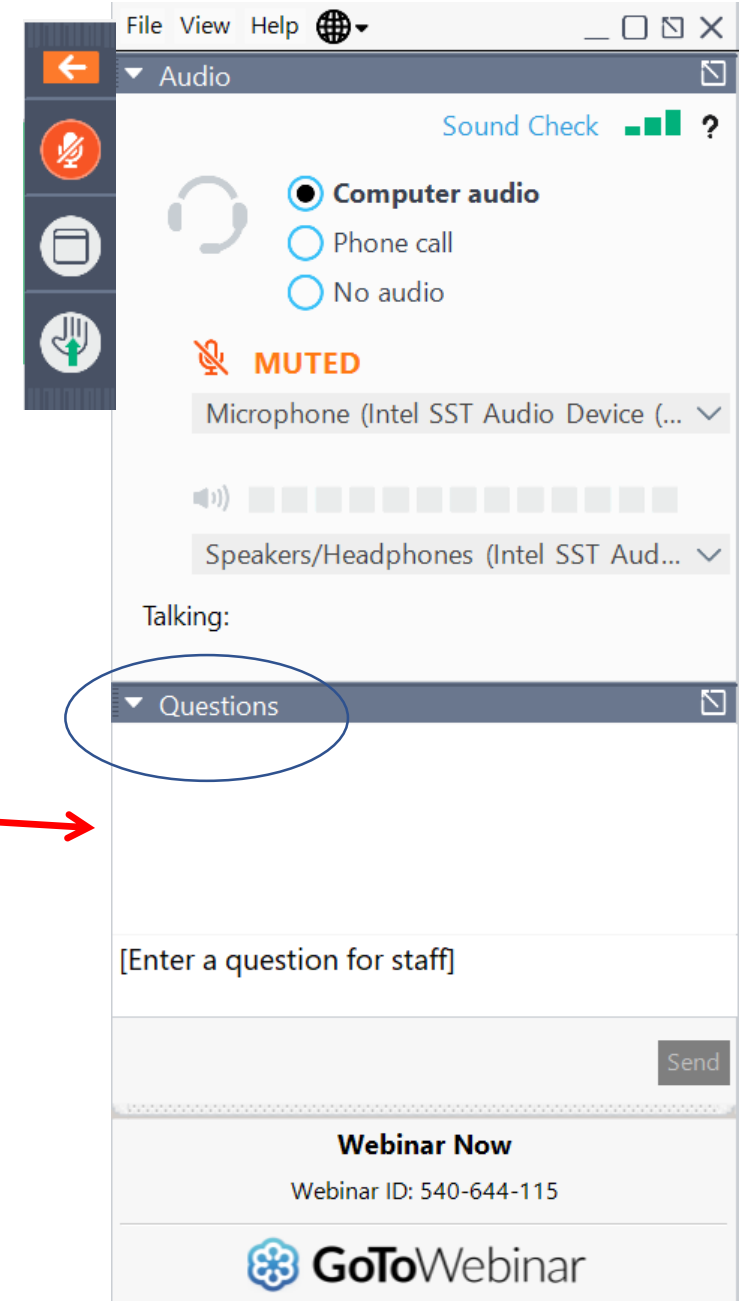 File View Help
Audio
Sound Check ?
Computer audio
Phone call
No audio
MUTED
Microphone (Intel SST Audio Device (...
Speakers/Headphones (Intel SST Aud...
Talking:
Questions
[Enter a question for staff]
Send
Webinar Now
Webinar ID: 540-644-115
GoToWebinar